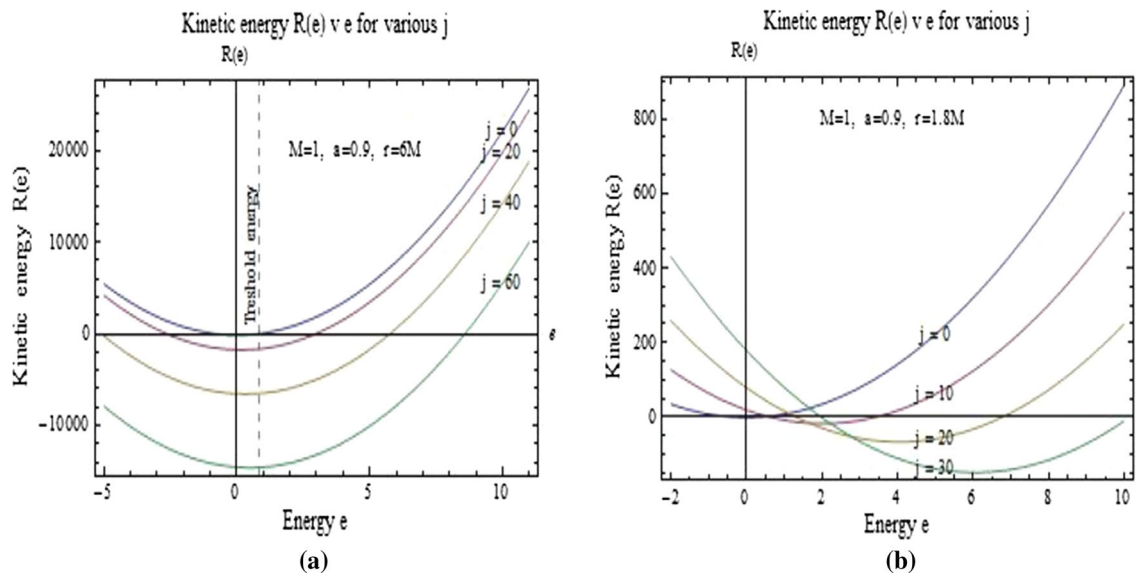 Kinetic energy R(e) v e for various j
R(e)
M=1, a=0.9, r=6M
j = 0
j = 20
j = 40
j = 60
Treshold energy
Kinetic energy R(e)
20000
10000
0
−10000
e
−5
0
5
10
Energy e
(a)
Kinetic energy R(e) v e for various j
R(e)
M=1, a=0.9, r=1.8M
j = 0
j = 10
j = 20
j = 30
Kinetic energy R(e)
800
600
400
200
0
−2
0
2
4
6
8
10
Energy e
(b)